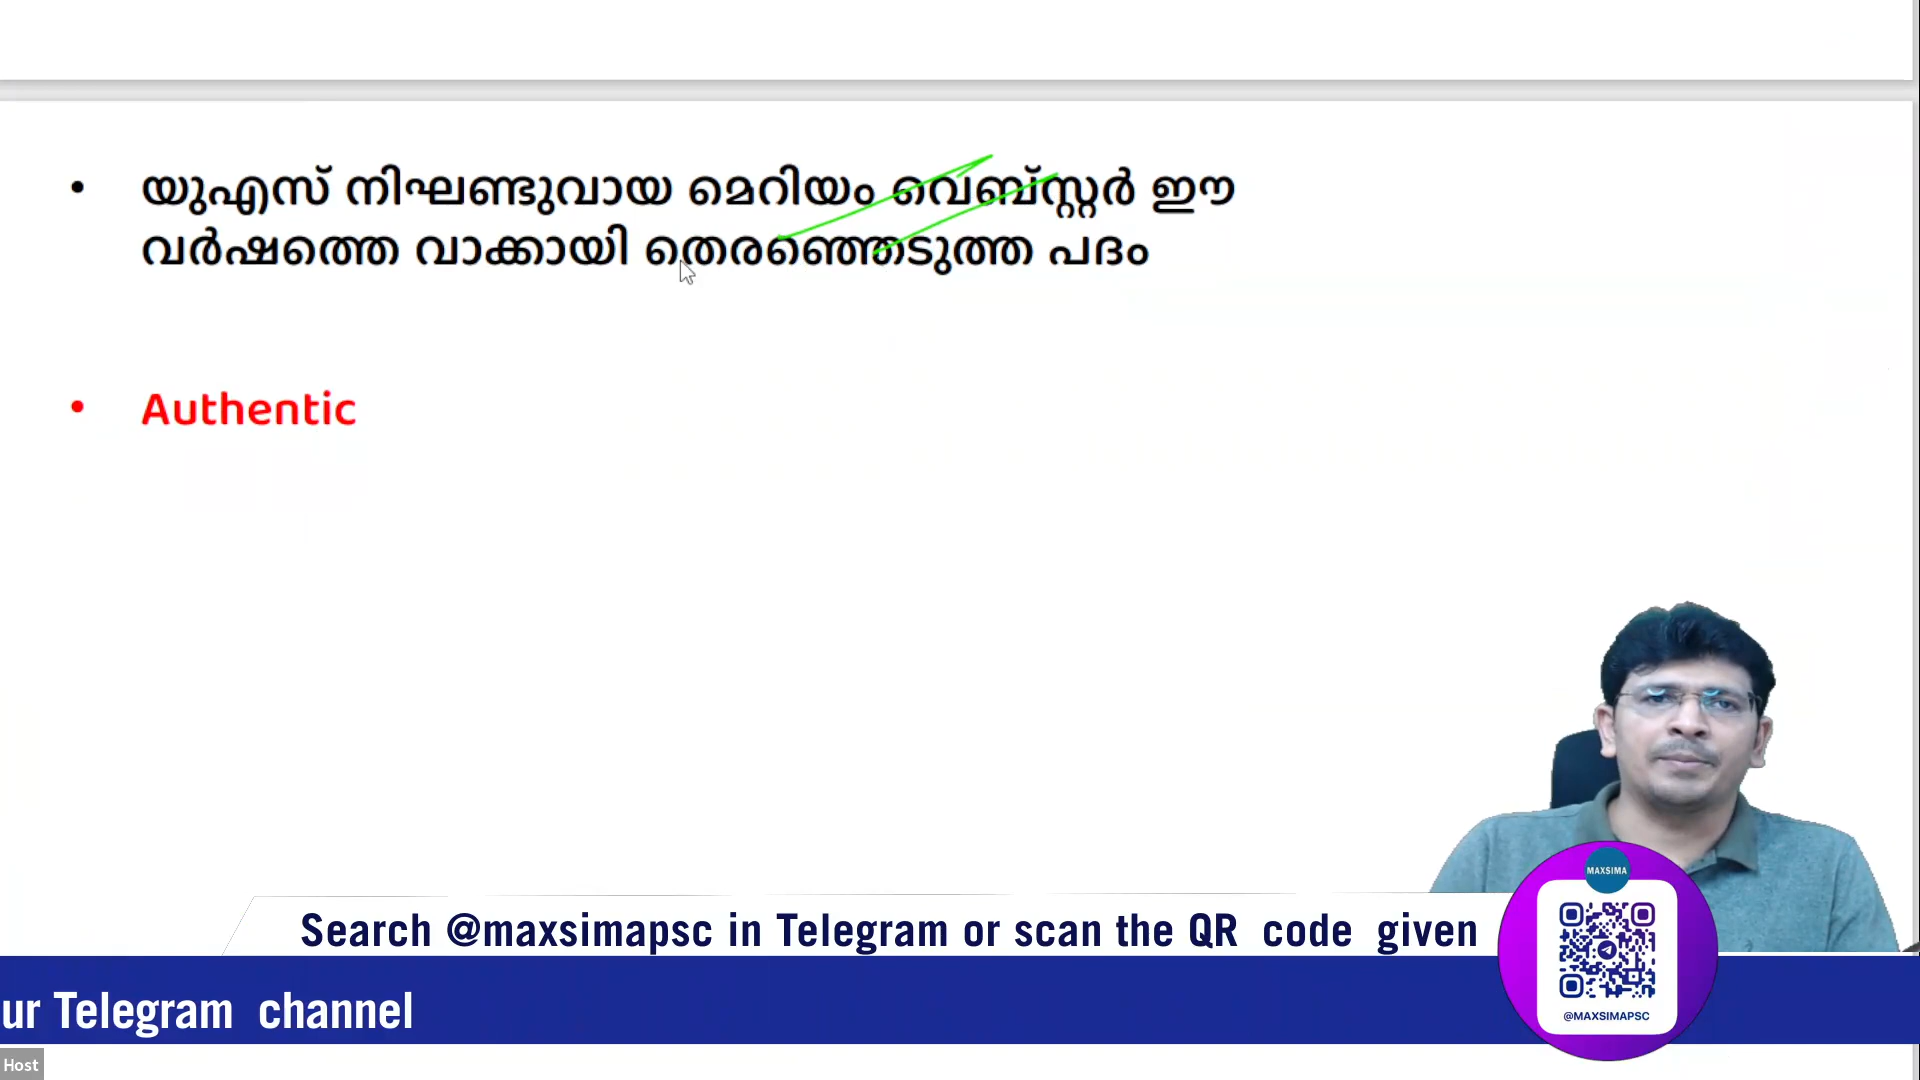 • യുഎസ് നിഘണ്ടുവായ മെറിയം വെബ്സ്റ്റർ ഈ
വർഷത്തെ വാക്കായി തെരഞ്ഞെടുത്ത പദം
• Authentic
MAXSIMA
Search @maxsimapsc in Telegram or scan the QR code given
@MAXSIMAPSC
ur Telegram channel
Host